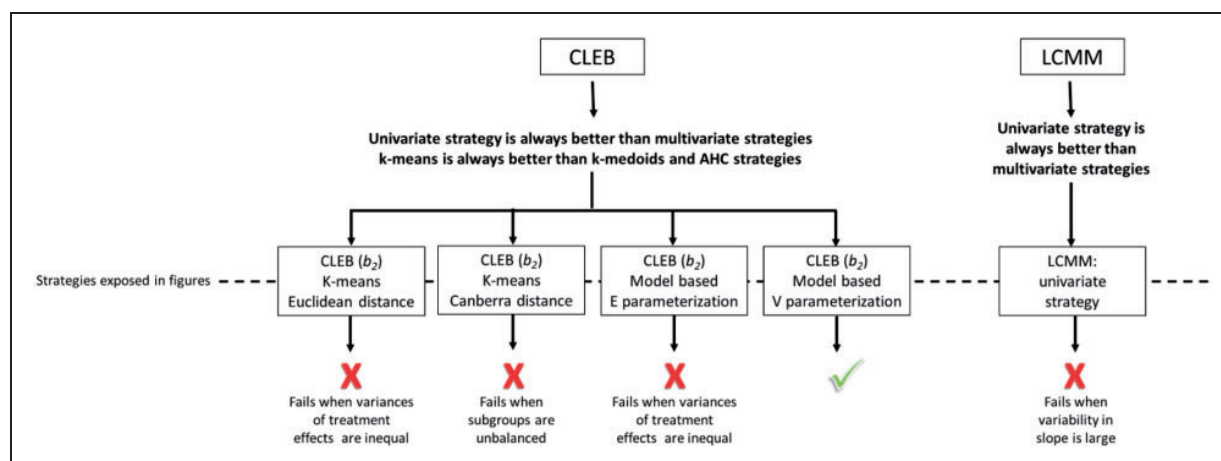 CLEB
LCMM
Univariate strategy is always better than multivariate strategies
k-means is always better than k-medoids and AHC strategies
Univariate strategy is
always better than
multivariate strategies
Strategies exposed in figures
CLEB (b2)
K-means
Euclidean distance
CLEB (b2)
K-means
Canberra distance
CLEB (b2)
Model based
E parameterization
CLEB (b2)
Model based
V parameterization
LCMM:
univariate
strategy
X
Fails when variances
of treatment
effects are inequal
X
Fails when
subgroups are
unbalanced
X
Fails when variances
of treatment
effects are inequal
✓
X
Fails when
variability in
slope is large